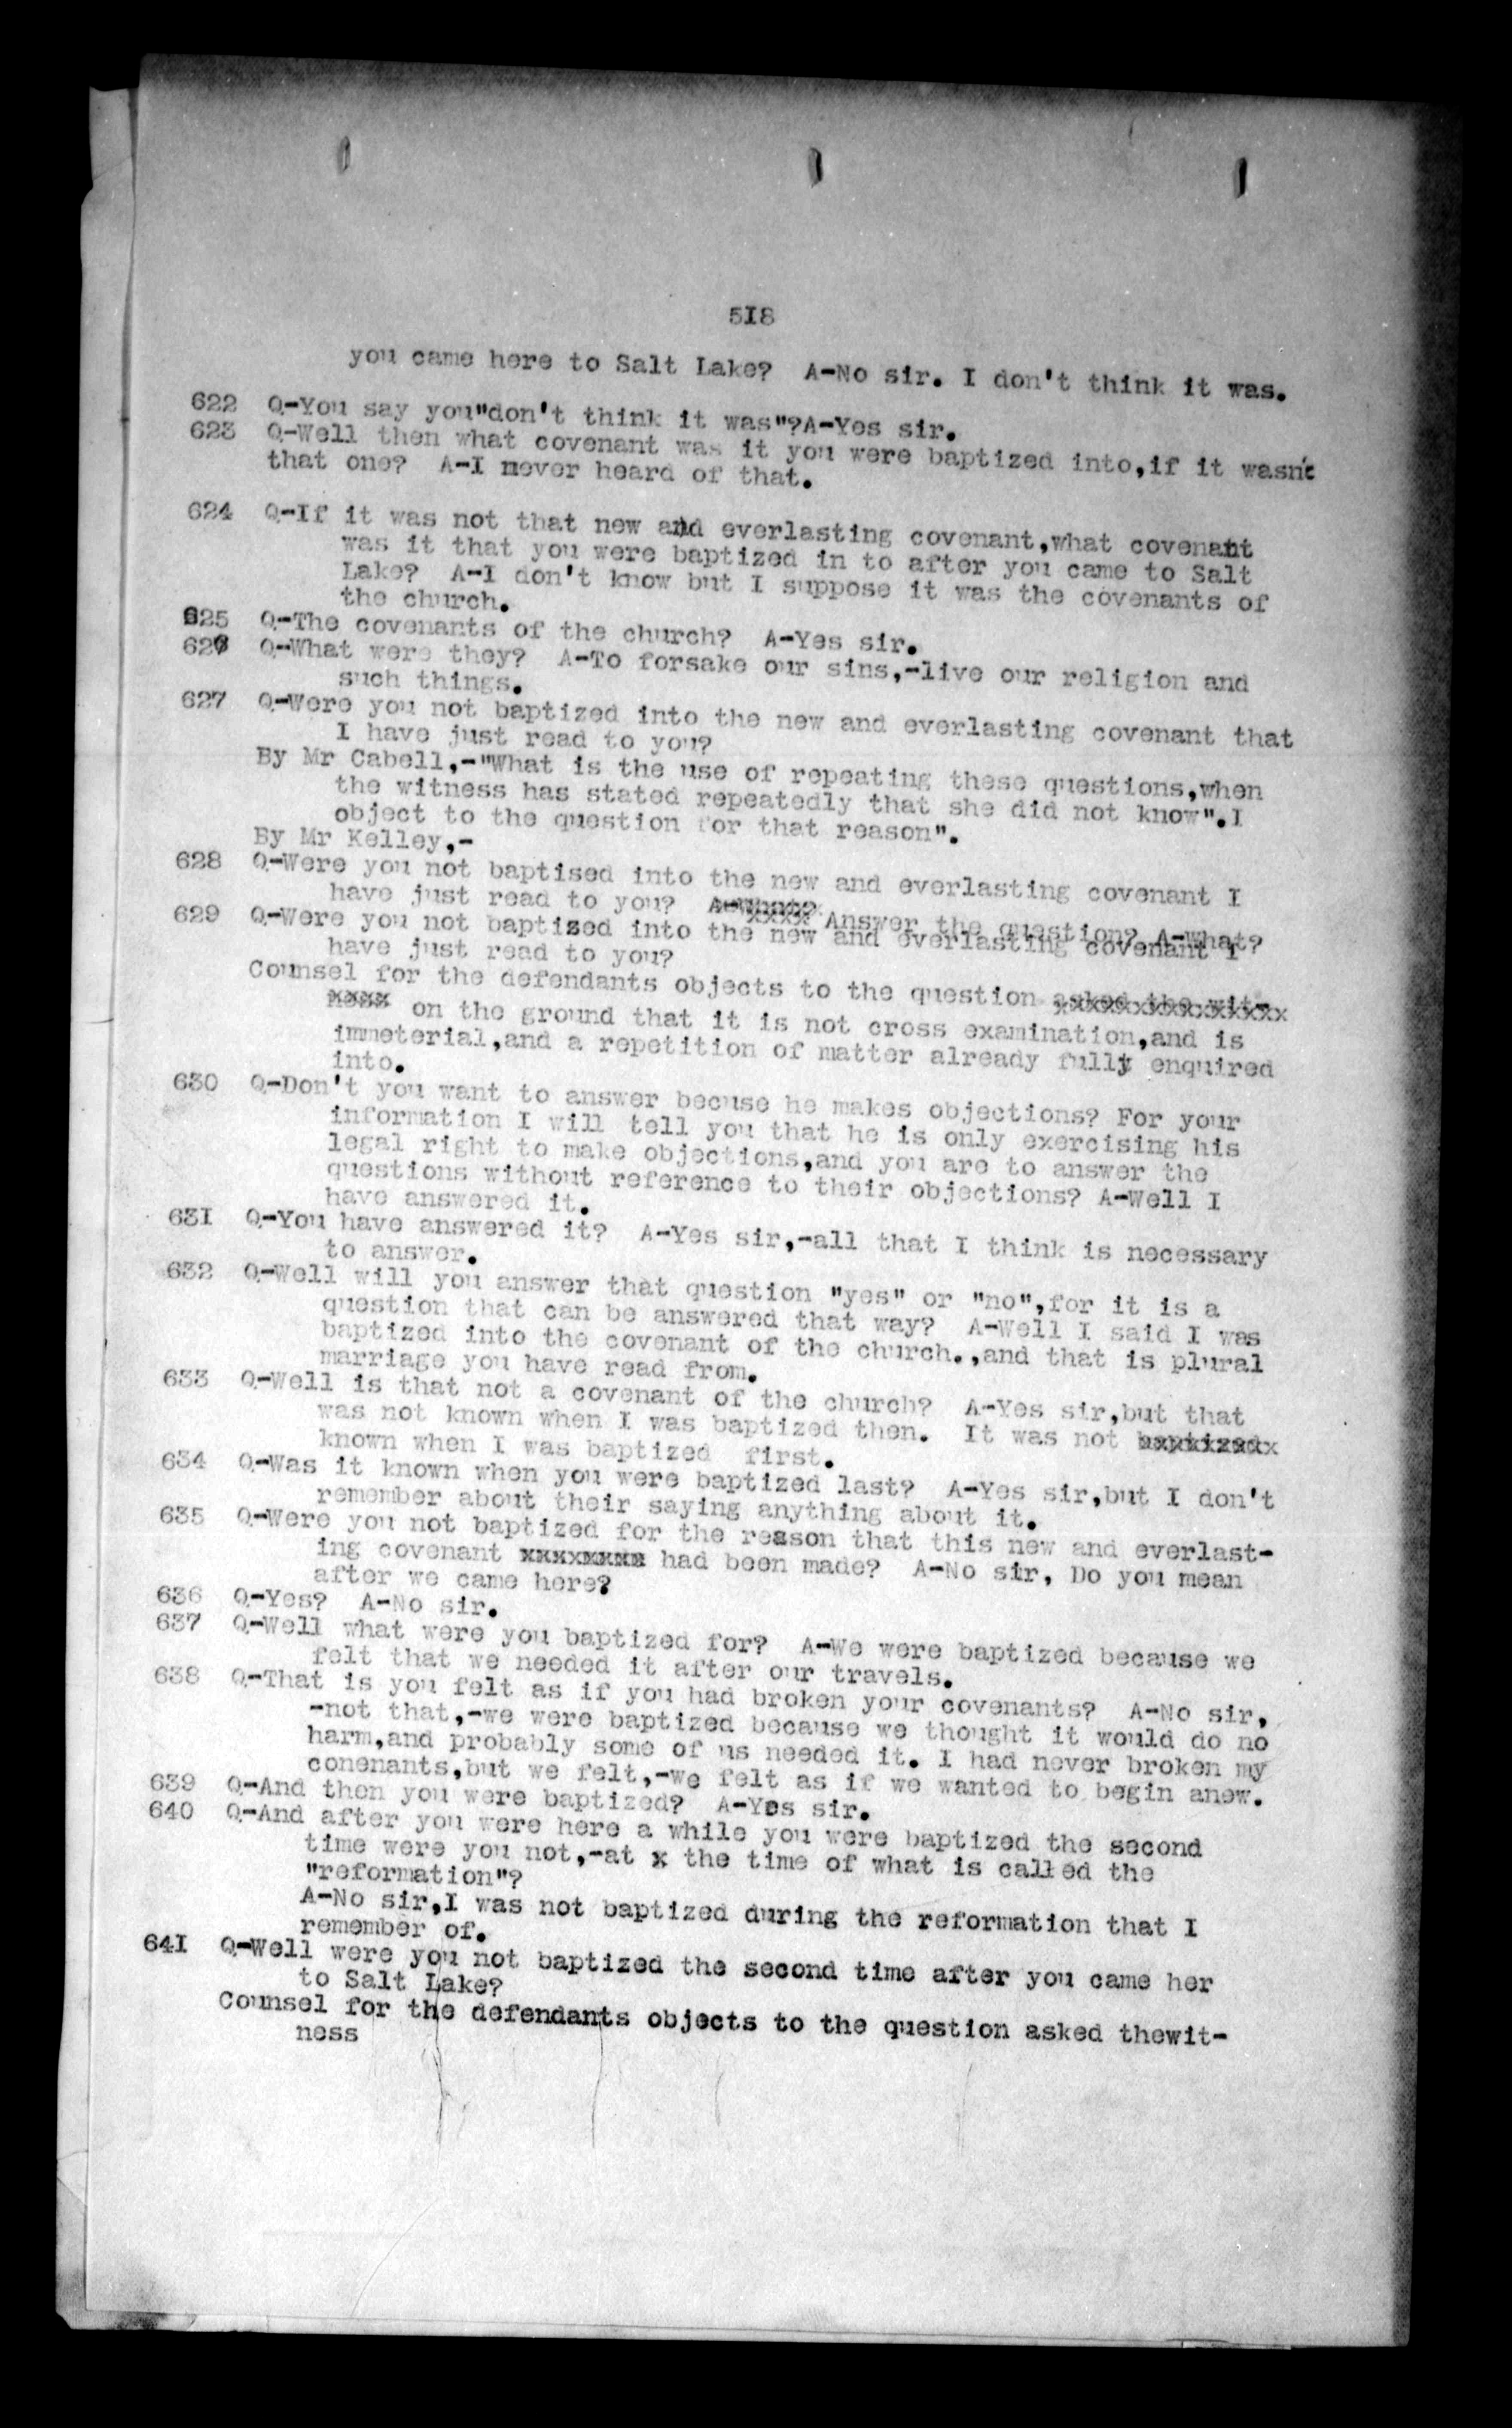 518
you came here to Salt Lake? A-No sir. I don't think it was.
622 Q-You say you"don't think it was"?A-Yes sir.
623 Q-Well then what covenant was it you were baptized into,if it wasn't
that one? A-I never heard of that.
624 Q-If it was not that new and everlasting covenant,what covenant
was it that you were baptized in to after you came to Salt
Lake? A-I don't know but I suppose it was the covenants of
the church.
625 Q-The covenants of the church? A-Yes sir.
626 Q-What were they? A-To forsake our sins,-live our religion and
such things.
627 Q-Were you not baptized into the new and everlasting covenant that
I have just read to you?
By Mr Cabell,-"What is the use of repeating these questions,when
the witness has stated repeatedly that she did not know".I
object to the question for that reason".
By Mr Kelley,-
628 Q-Were you not baptised into the new and everlasting covenant I
have just read to you? A-What? Answer the question? A-What?
629 Q-Were you not baptized into the new and everlasting covenant I
have just read to you?
Counsel for the defendants objects to the question asked the wit-
xxxx on the ground that it is not cross examination,and is
immeterial,and a repetition of matter already fully enquired
into.
630 Q-Don't you want to answer becuse he makes objections? For your
information I will tell you that he is only exercising his
legal right to make objections,and you are to answer the
questions without reference to their objections? A-Well I
have answered it.
631 Q-You have answered it? A-Yes sir,-all that I think is necessary
to answer.
632 Q-Well will you answer that question "yes" or "no",for it is a
question that can be answered that way? A-Well I said I was
baptized into the covenant of the church.,and that is plural
marriage you have read from.
633 Q-Well is that not a covenant of the church? A-Yes sir,but that
was not known when I was baptized then. It was not baptized
known when I was baptized first.
634 Q-Was it known when you were baptized last? A-Yes sir,but I don't
remember about their saying anything about it.
635 Q-Were you not baptized for the reason that this new and everlast-
ing covenant xxxxxxxx had been made? A-No sir, Do you mean
after we came here?
636 Q-Yes? A-No sir.
637 Q-Well what were you baptized for? A-We were baptized because we
felt that we needed it after our travels.
638 Q-That is you felt as if you had broken your covenants? A-No sir,
-not that,-we were baptized because we thought it would do no
harm,and probably some of us needed it. I had never broken my
conenants,but we felt,-we felt as if we wanted to begin anew.
639 Q-And then you were baptized? A-Yes sir.
640 Q-And after you were here a while you were baptized the second
time were you not,-at x the time of what is called the
"reformation"?
A-No sir,I was not baptized during the reformation that I
remember of.
641 Q-Well were you not baptized the second time after you came her
to Salt Lake?
Counsel for the defendants objects to the question asked thewit-
ness